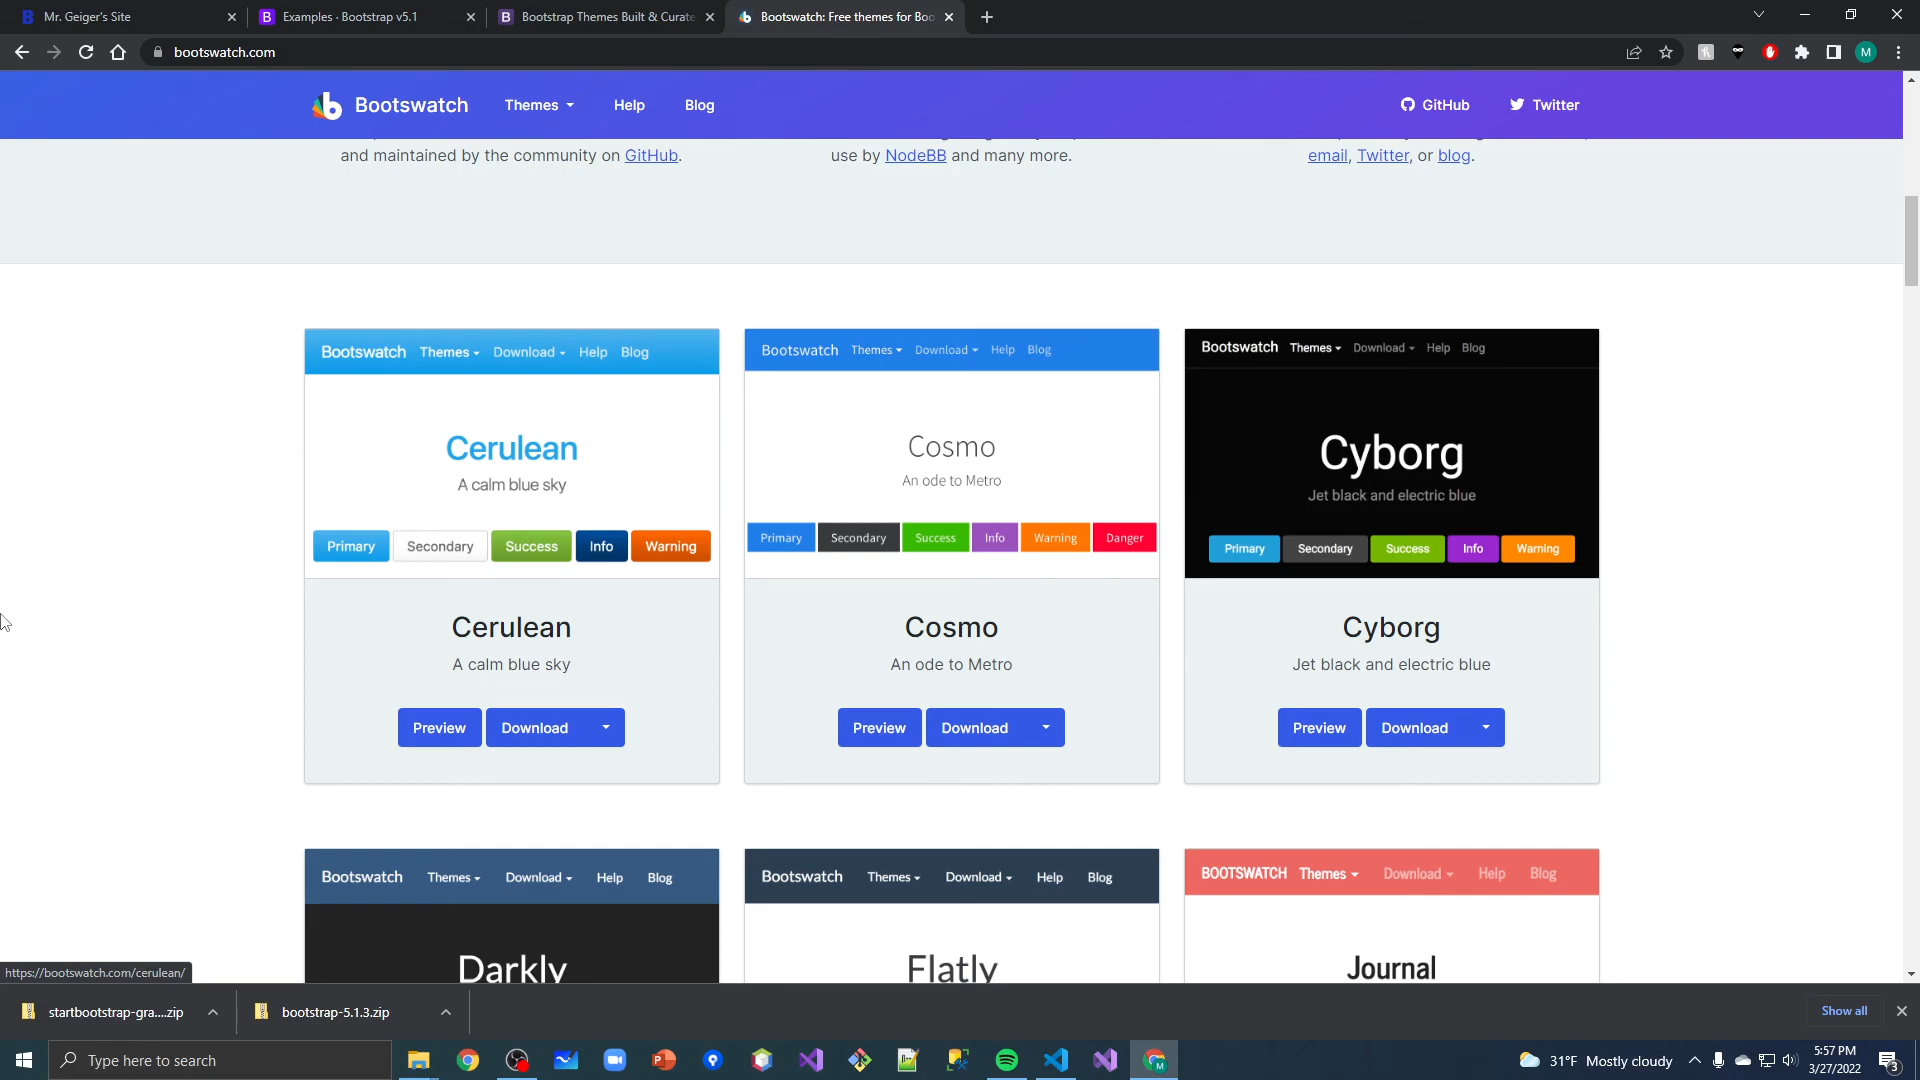 Mr. Geiger's Site
Examples · Bootstrap v5.1
Bootstrap Themes Built & Curate
Bootswatch: Free themes for Boo
bootswatch.com
M
Bootswatch Themes Help Blog GitHub Twitter
and maintained by the community on GitHub.
use by NodeBB and many more.
email, Twitter, or blog.
Bootswatch Themes Download Help Blog
Cerulean
A calm blue sky
Primary Secondary Success Info Warning
Cerulean
A calm blue sky
Preview Download
Bootswatch Themes Download Help Blog
Cosmo
An ode to Metro
Primary Secondary Success Info Warning Danger
Cosmo
An ode to Metro
Preview Download
Bootswatch Themes Download Help Blog
Cyborg
Jet black and electric blue
Primary Secondary Success Info Warning
Cyborg
Jet black and electric blue
Preview Download
Bootswatch Themes Download Help Blog
Darkly
Bootswatch Themes Download Help Blog
Flatly
BOOTSWATCH Themes Download Help Blog
Journal
https://bootswatch.com/cerulean/
startbootstrap-gra....zip
bootstrap-5.1.3.zip
Show all
Type here to search
31°F Mostly cloudy
5:57 PM
3/27/2022
3